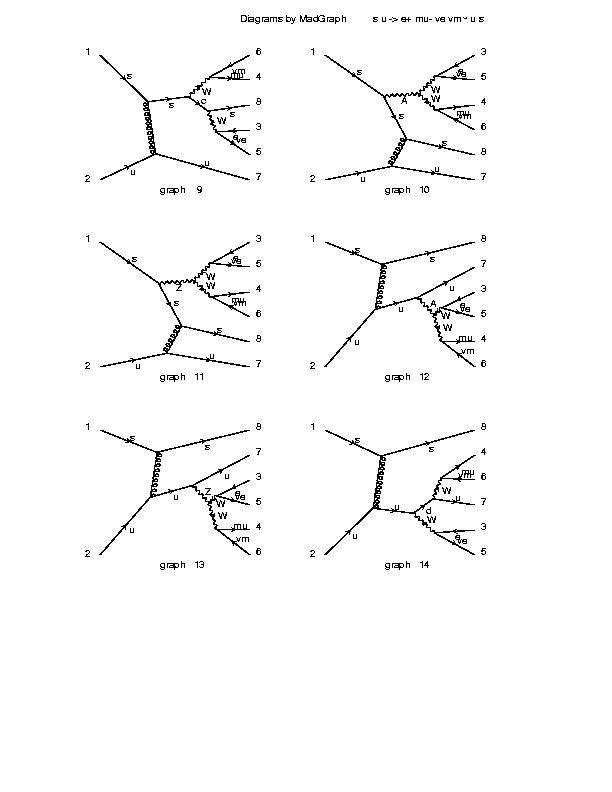 Diagrams by MadGraph s u -> e+ mu- ve vm~ u s
1 6
s vm
mu 4
W
s c 8
s
W 3
e
ve 5
u
2 u 7
graph 9
1 3
s e
ve 5
W
A W 4
mu
vm
s 6
s 8
2 u u 7
graph 10
1 3
s e
ve 5
W
Z W 4
mu
vm
s 6
s 8
2 u u 7
graph 11
1 8
s s
7
u
3
A e
ve 5
u W
W
u mu 4
vm
2 6
graph 12
1 8
s s
7
u
3
Z e
ve 5
u W
W
u mu 4
vm
2 6
graph 13
1 8
s s
4
mu
vm 6
W
u 7
u d
W
u 3
e
ve
2 5
graph 14